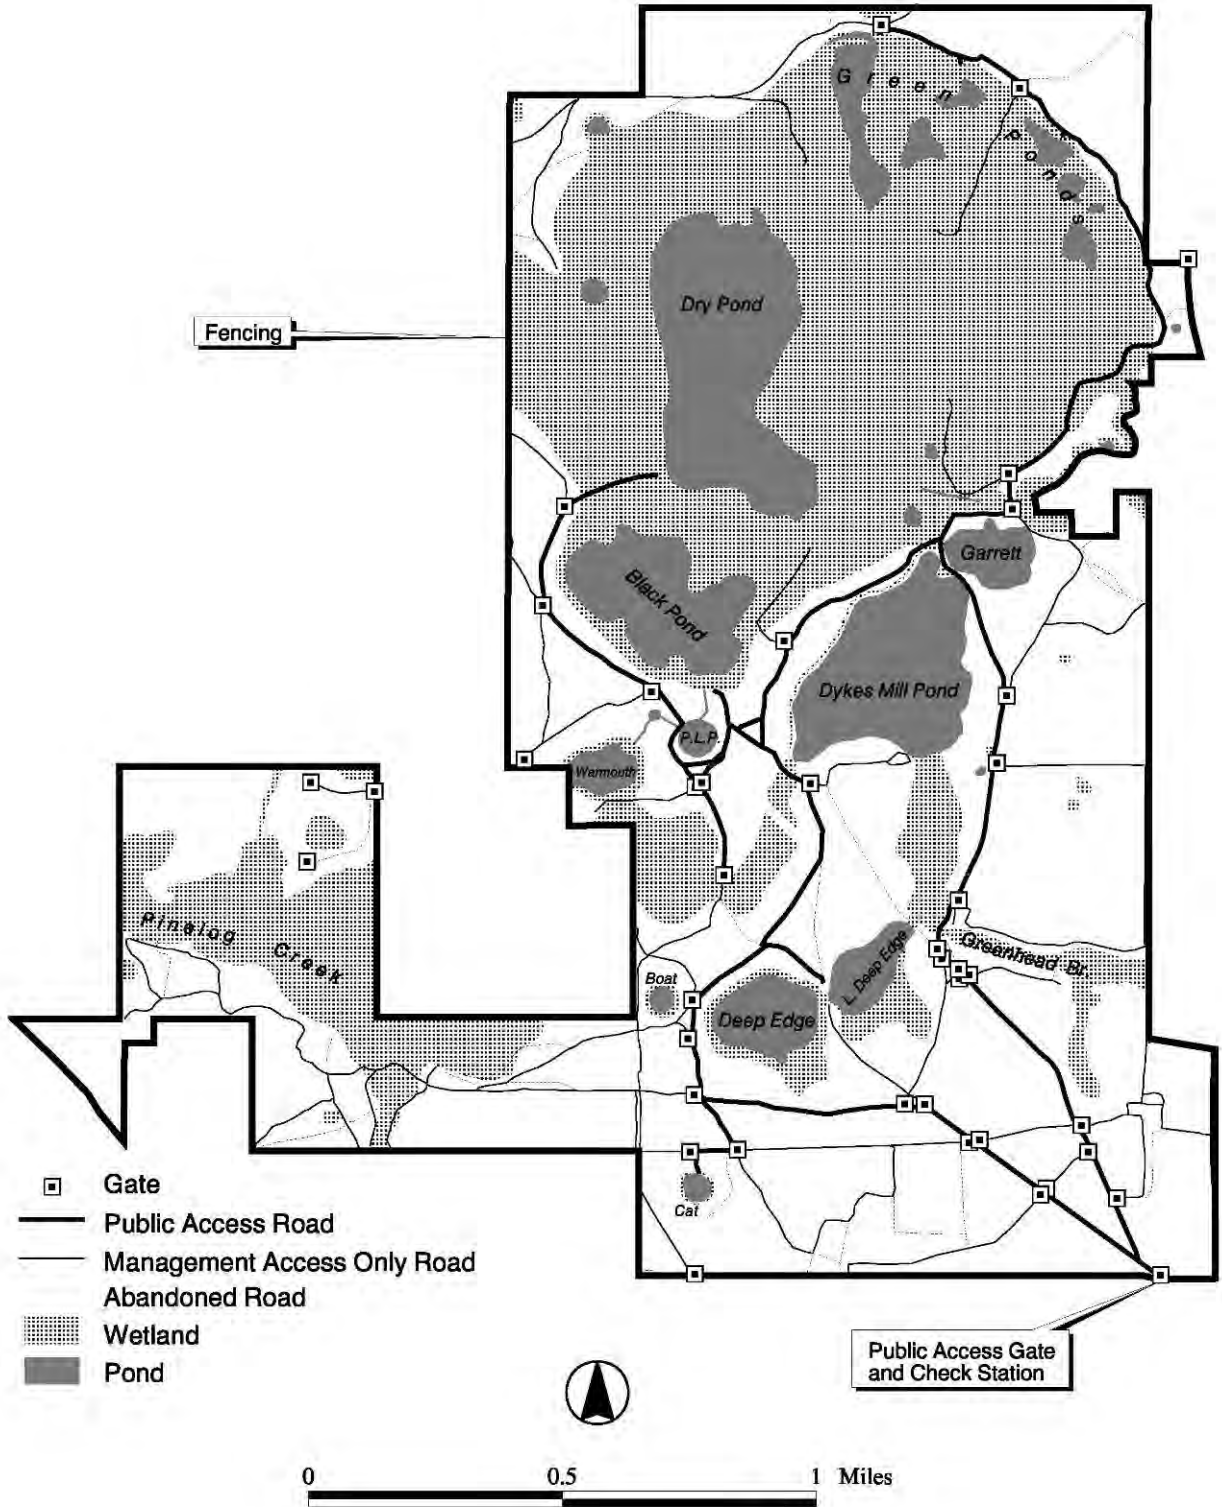 Green
Ponds
Dry Pond
Fencing
Garrett
Black Pond
Dykes Mill Pond
P.L.P.
Warmouth
Pinelog Creek
Greenhead Br.
L. Deep Edge
Boat
Deep Edge
Cat
Gate
Public Access Road
Management Access Only Road
Abandoned Road
Wetland
Pond
Public Access Gate
and Check Station
0 0.5 1 Miles